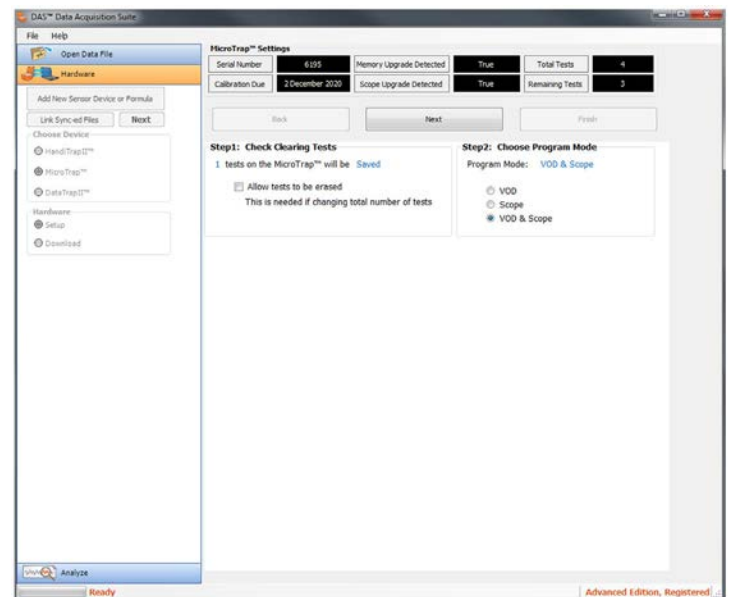 DAS™ Data Acquisition Suite
File Help
Open Data File
Hardware
Add New Sensor Device or Formula
Link Sync-ed Files Next
Choose Device
HandiTrapII™
MicroTrap™
DataTrapII™
Hardware
Setup
Download
MicroTrap™ Settings
Serial Number 6195 Memory Upgrade Detected True Total Tests 4
Calibration Due 2 December 2020 Scope Upgrade Detected True Remaining Tests 3
Back Next Finish
Step1: Check Clearing Tests
1 tests on the MicroTrap™ will be Saved
Allow tests to be erased
This is needed if changing total number of tests
Step2: Choose Program Mode
Program Mode: VOD & Scope
VOD
Scope
VOD & Scope
Analyze
Ready Advanced Edition, Registered